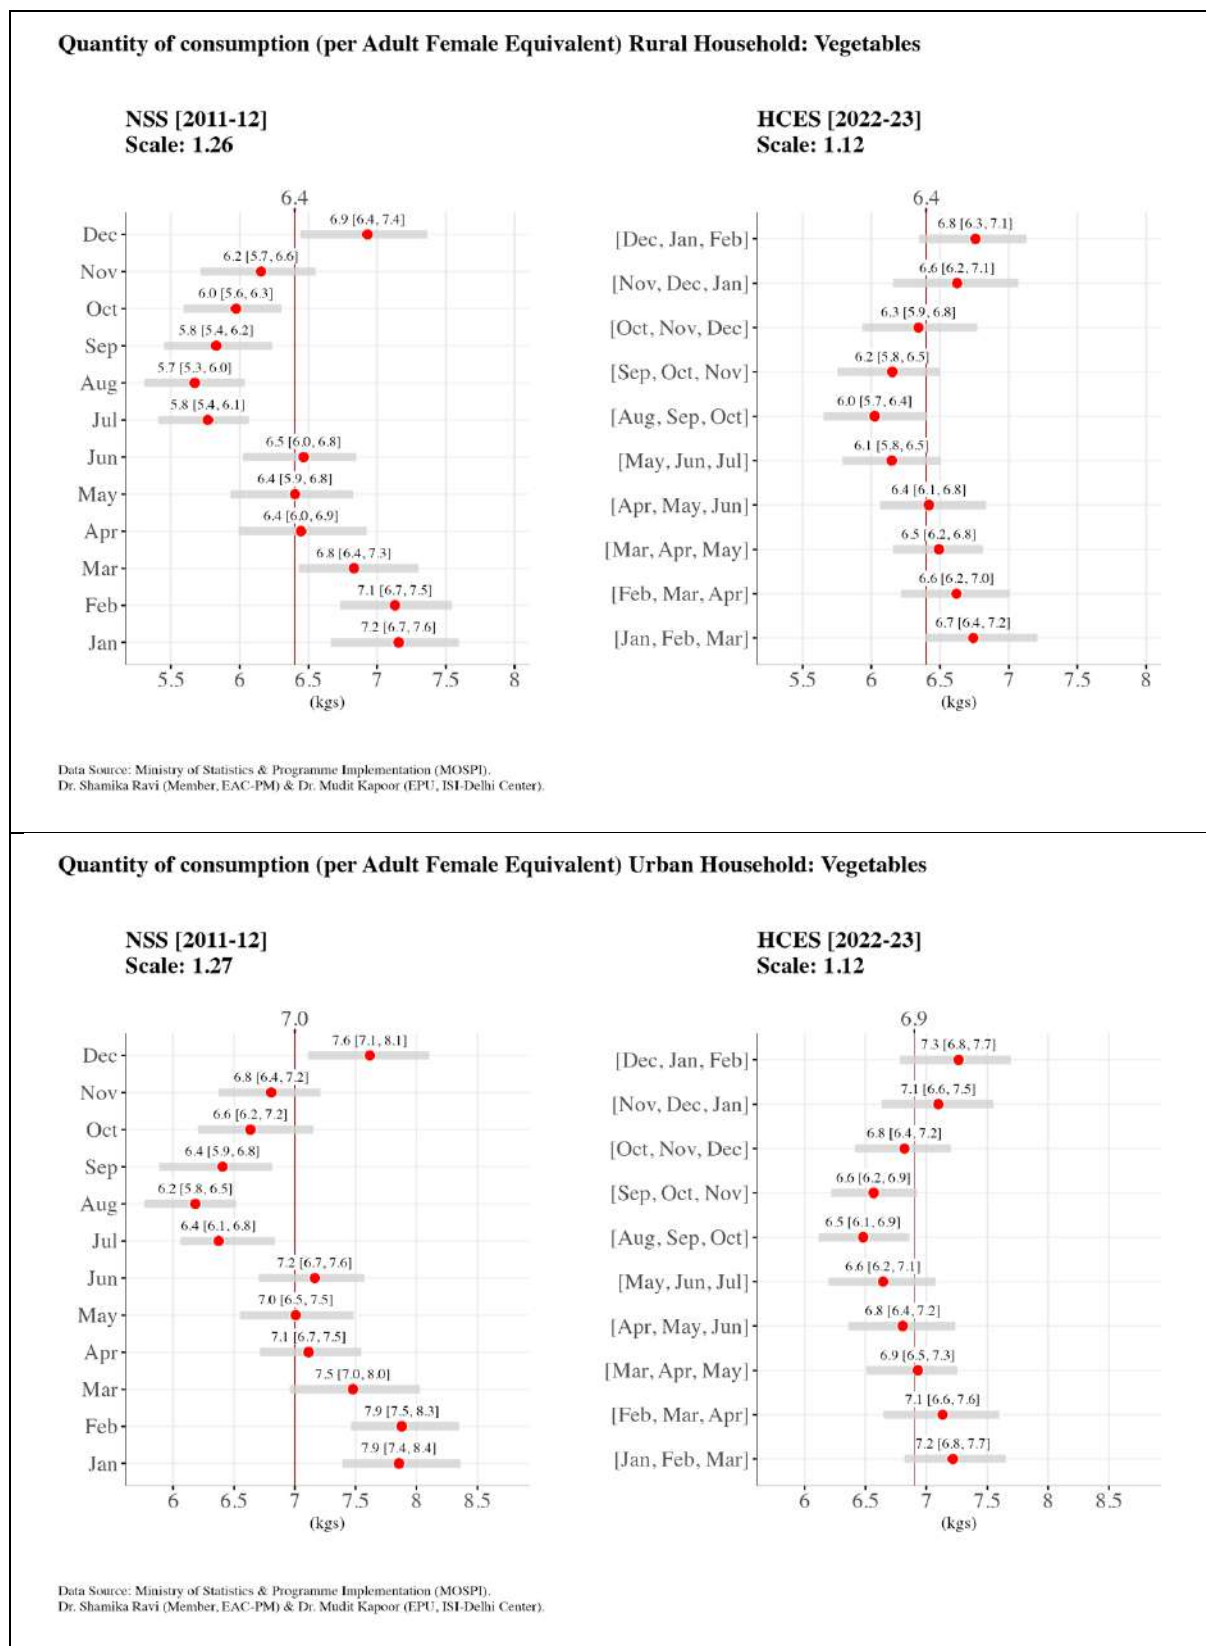 Quantity of consumption (per Adult Female Equivalent) Rural Household: Vegetables
NSS [2011-12]
Scale: 1.26
6.4
Dec
6.9 [6.4, 7.4]
Nov
6.2 [5.7, 6.6]
Oct
6.0 [5.6, 6.3]
Sep
5.8 [5.4, 6.2]
Aug
5.7 [5.3, 6.0]
Jul
5.8 [5.4, 6.1]
Jun
6.5 [6.0, 6.8]
May
6.4 [5.9, 6.8]
Apr
6.4 [6.0, 6.9]
Mar
6.8 [6.4, 7.3]
Feb
7.1 [6.7, 7.5]
Jan
7.2 [6.7, 7.6]
5.5 6 6.5 7 7.5 8
(kgs)
HCES [2022-23]
Scale: 1.12
6.4
[Dec, Jan, Feb]
6.8 [6.3, 7.1]
[Nov, Dec, Jan]
6.6 [6.2, 7.1]
[Oct, Nov, Dec]
6.3 [5.9, 6.8]
[Sep, Oct, Nov]
6.2 [5.8, 6.5]
[Aug, Sep, Oct]
6.0 [5.7, 6.4]
[May, Jun, Jul]
6.1 [5.8, 6.5]
[Apr, May, Jun]
6.4 [6.1, 6.8]
[Mar, Apr, May]
6.5 [6.2, 6.8]
[Feb, Mar, Apr]
6.6 [6.2, 7.0]
[Jan, Feb, Mar]
6.7 [6.4, 7.2]
5.5 6 6.5 7 7.5 8
(kgs)
Data Source: Ministry of Statistics & Programme Implementation (MOSPI).
Dr. Shamika Ravi (Member, EAC-PM) & Dr. Mudit Kapoor (EPU, ISI-Delhi Center).
Quantity of consumption (per Adult Female Equivalent) Urban Household: Vegetables
NSS [2011-12]
Scale: 1.27
7.0
Dec
7.6 [7.1, 8.1]
Nov
6.8 [6.4, 7.2]
Oct
6.6 [6.2, 7.2]
Sep
6.4 [5.9, 6.8]
Aug
6.2 [5.8, 6.5]
Jul
6.4 [6.1, 6.8]
Jun
7.2 [6.7, 7.6]
May
7.0 [6.5, 7.5]
Apr
7.1 [6.7, 7.5]
Mar
7.5 [7.0, 8.0]
Feb
7.9 [7.5, 8.3]
Jan
7.9 [7.4, 8.4]
6 6.5 7 7.5 8 8.5
(kgs)
HCES [2022-23]
Scale: 1.12
6.9
[Dec, Jan, Feb]
7.3 [6.8, 7.7]
[Nov, Dec, Jan]
7.1 [6.6, 7.5]
[Oct, Nov, Dec]
6.8 [6.4, 7.2]
[Sep, Oct, Nov]
6.6 [6.2, 6.9]
[Aug, Sep, Oct]
6.5 [6.1, 6.9]
[May, Jun, Jul]
6.6 [6.2, 7.1]
[Apr, May, Jun]
6.8 [6.4, 7.2]
[Mar, Apr, May]
6.9 [6.5, 7.3]
[Feb, Mar, Apr]
7.1 [6.6, 7.6]
[Jan, Feb, Mar]
7.2 [6.8, 7.7]
6 6.5 7 7.5 8 8.5
(kgs)
Data Source: Ministry of Statistics & Programme Implementation (MOSPI).
Dr. Shamika Ravi (Member, EAC-PM) & Dr. Mudit Kapoor (EPU, ISI-Delhi Center).